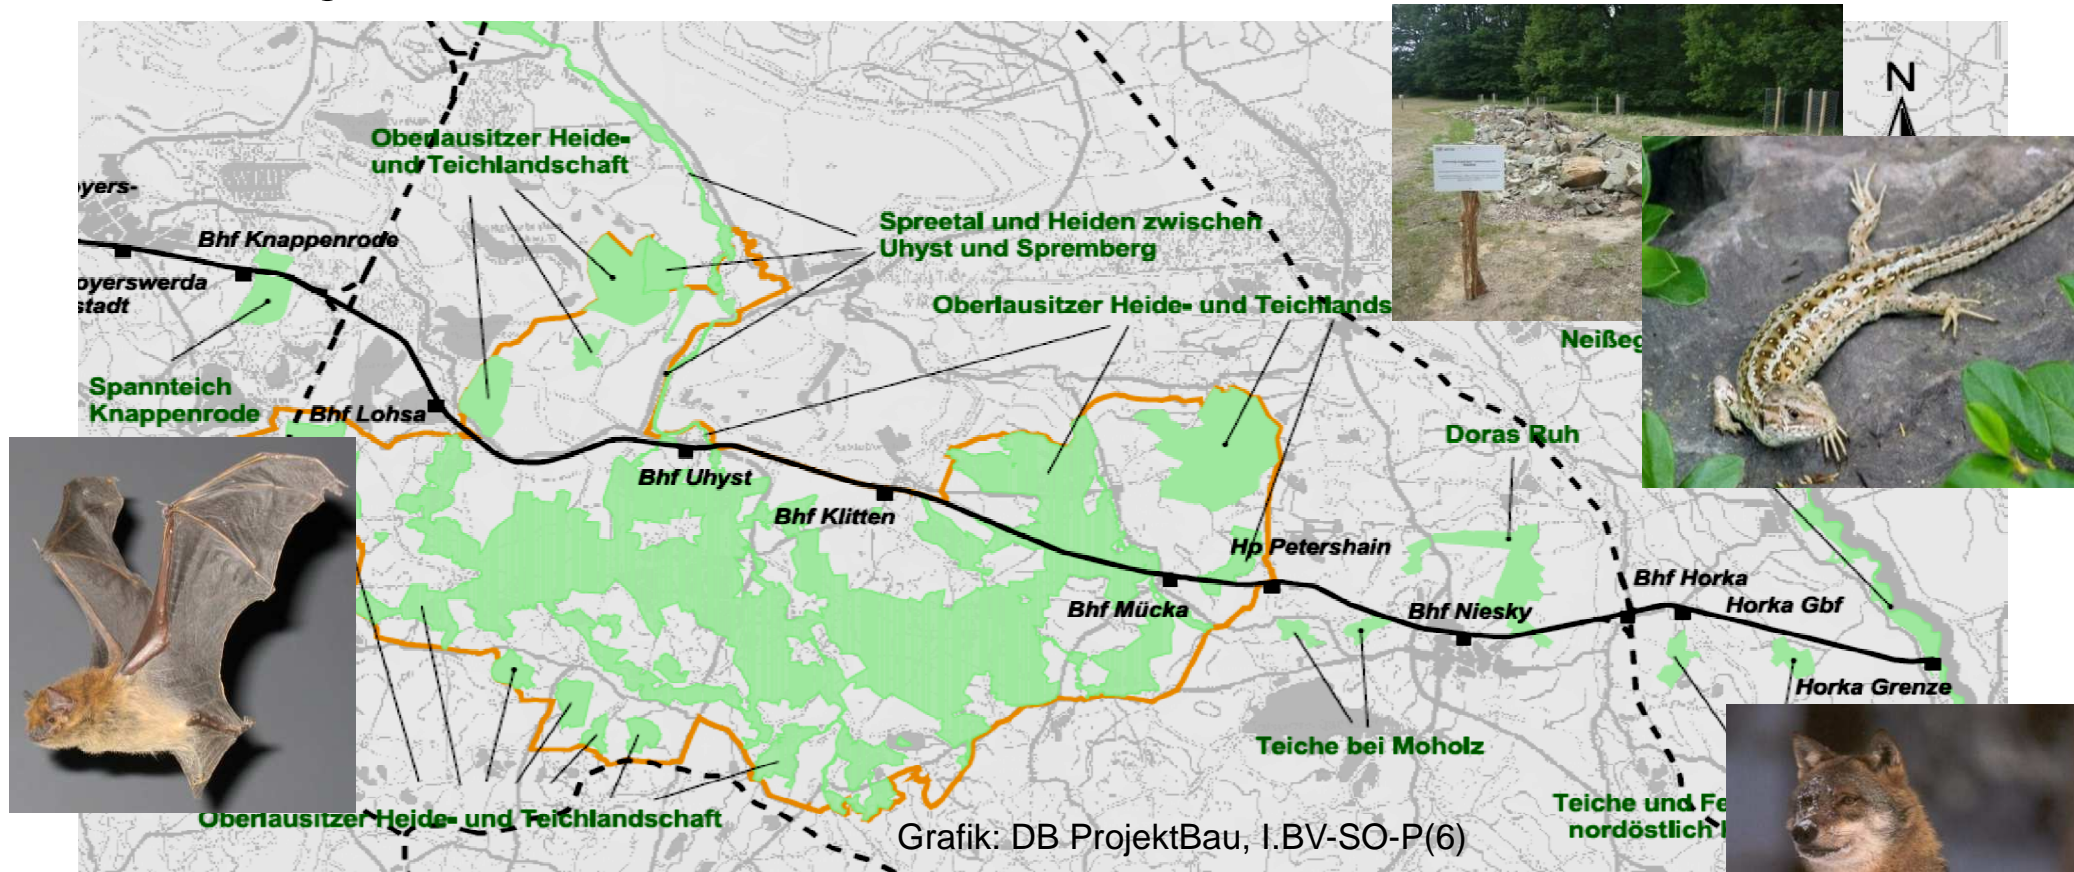 N
Oberlausitzer Heide-
und Teichlandschaft
oyers-
Bhf Knappenrode
oyerswerda
stadt
Spreetal und Heiden zwischen
Uhyst und Spremberg
Oberlausitzer Heide- und Teichlands
Neißeg
Spannteich
Knappenrode
Bhf Lohsa
Doras Ruh
Bhf Uhyst
Bhf Klitten
Hp Petershain
Bhf Mücka
Bhf Niesky
Bhf Horka
Horka Gbf
Horka Grenze
Teiche bei Moholz
Teiche und Fe
nordöstlich
Oberlausitzer Heide- und Teichlandschaft
Grafik: DB ProjektBau, I.BV-SO-P(6)